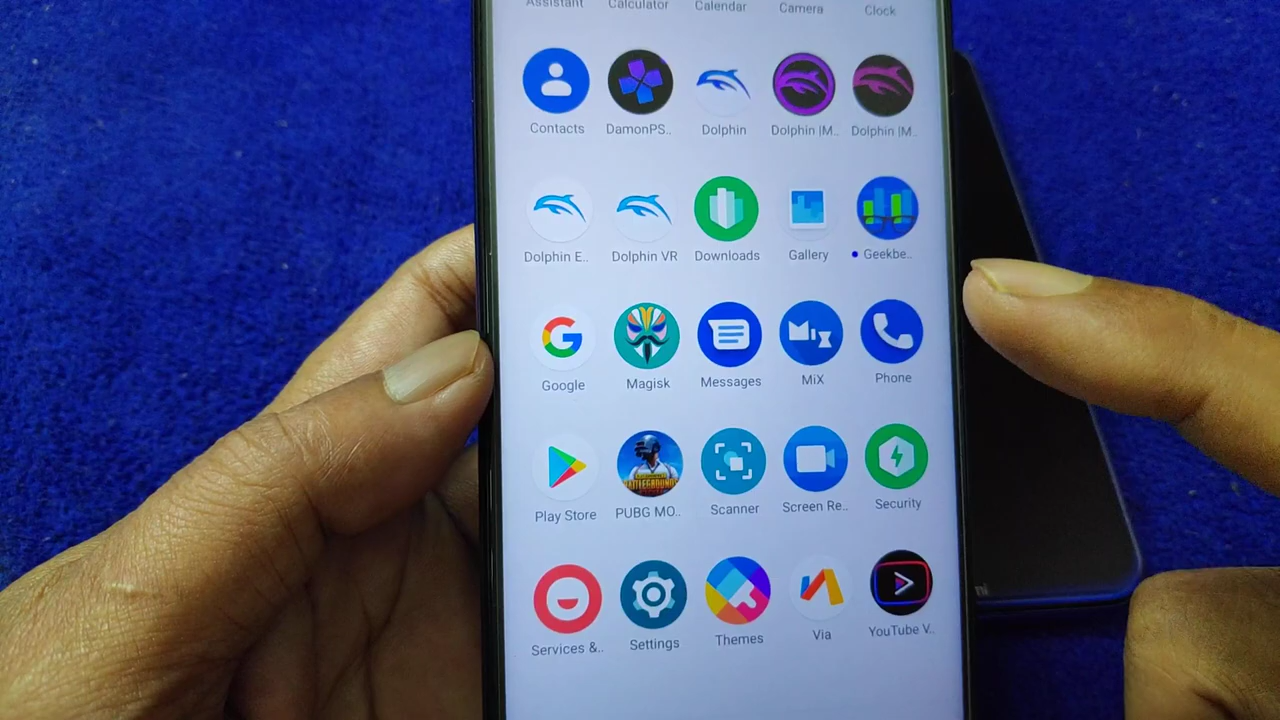 Assistant Calculator Calendar Camera Clock
Contacts DamonPS.. Dolphin Dolphin |M.. Dolphin |M..
Dolphin E.. Dolphin VR Downloads Gallery Geekbe..
Google Magisk Messages MiX Phone
Play Store PUBG MO.. Scanner Screen Re.. Security
Services &.. Settings Themes Via YouTube V..